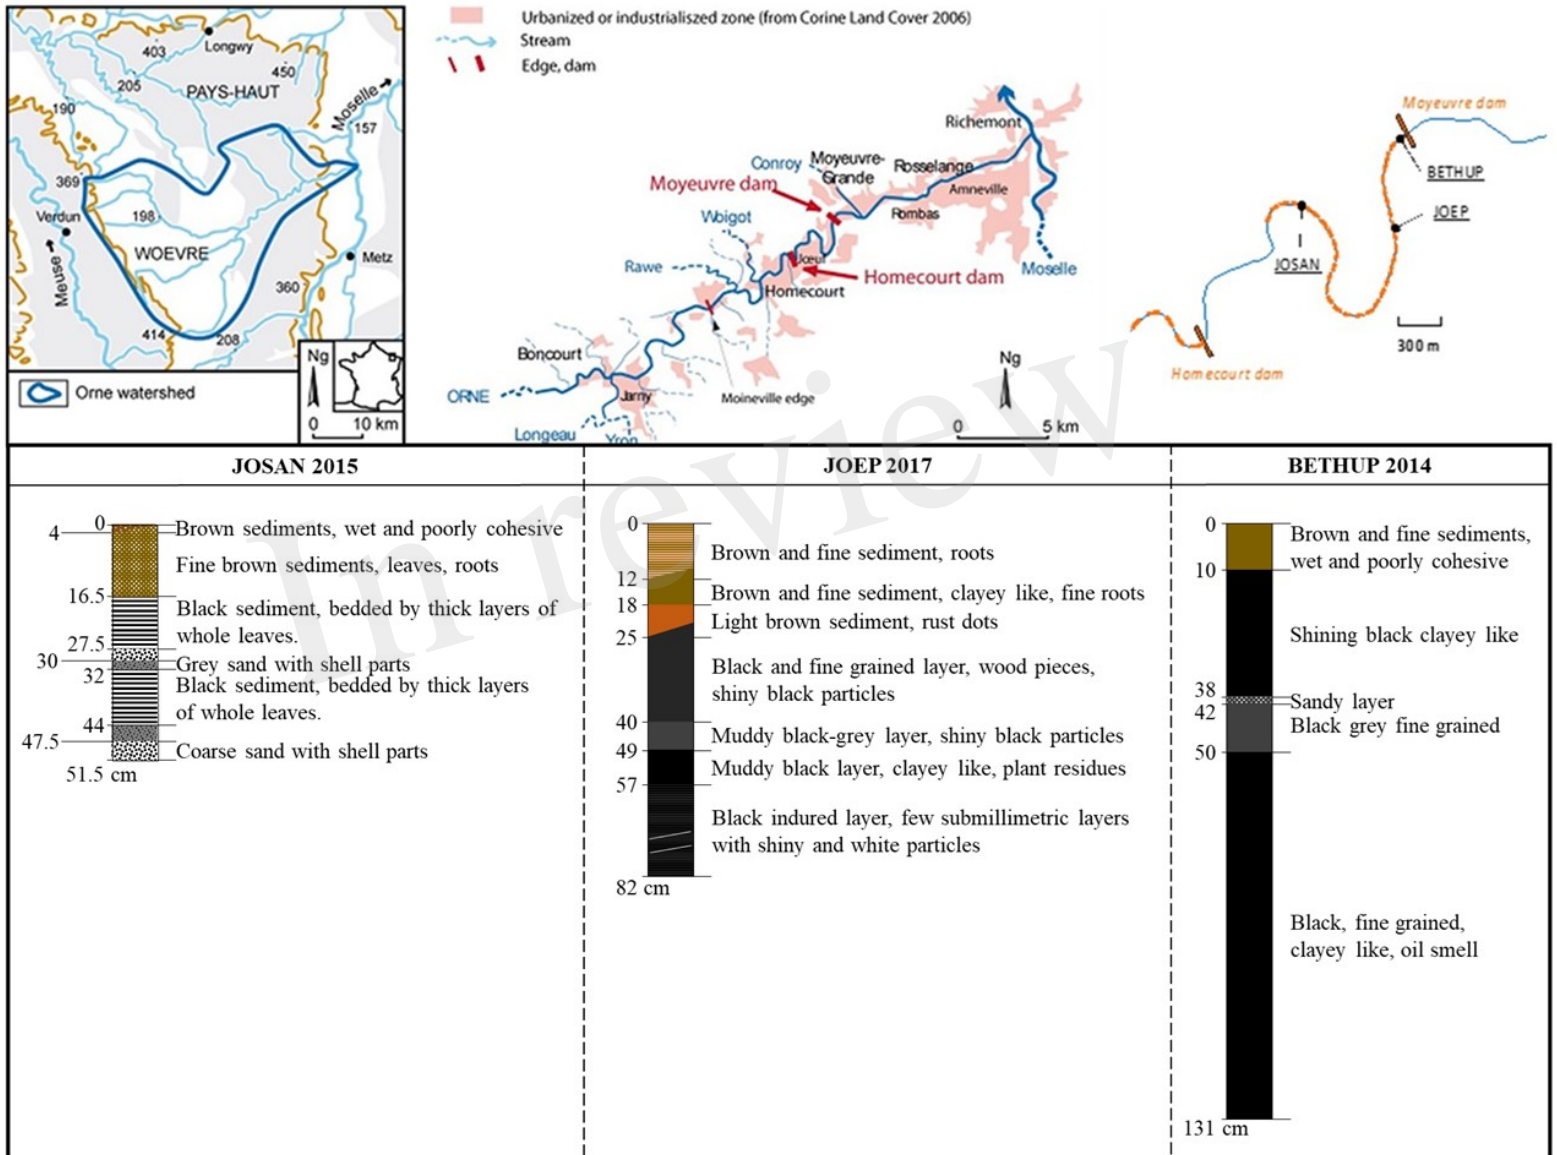 403
Longwy
450
205
PAYS-HAUT
190
Moselle
157
369
198
Verdun
WOEVRE
Metz
Meuse
360
414
208
Orne watershed
Ng
0 10 km
Urbanized or industrialiszed zone (from Corine Land Cover 2006)
Stream
Edge, dam
Richemont
Conroy
Moyeuvre-
Grande
Rosselange
Moyeuvre dam
Amneville
Rombas
Woigot
Joeuf
Moselle
Rawe
Homecourt dam
Homecourt
Boncourt
Ng
ORNE
Jarny
Moineville edge
Longeau
Yron
0 5 km
Moyeuvre dam
BETHUP
JOEP
JOSAN
300 m
Homecourt dam
In review
JOSAN 2015
0
4
Brown sediments, wet and poorly cohesive
Fine brown sediments, leaves, roots
16.5
Black sediment, bedded by thick layers of
whole leaves.
27.5
30
Grey sand with shell parts
32
Black sediment, bedded by thick layers
of whole leaves.
44
47.5
Coarse sand with shell parts
51.5 cm
JOEP 2017
0
Brown and fine sediment, roots
12
Brown and fine sediment, clayey like, fine roots
18
Light brown sediment, rust dots
25
Black and fine grained layer, wood pieces,
shiny black particles
40
Muddy black-grey layer, shiny black particles
49
Muddy black layer, clayey like, plant residues
57
Black indured layer, few submillimetric layers
with shiny and white particles
82 cm
BETHUP 2014
0
Brown and fine sediments,
wet and poorly cohesive
10
Shining black clayey like
38
Sandy layer
42
Black grey fine grained
50
Black, fine grained,
clayey like, oil smell
131 cm